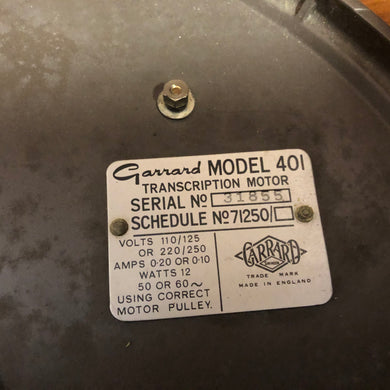 Garrard MODEL 401
TRANSCRIPTION MOTOR
SERIAL No 31855
SCHEDULE No 71250/
VOLTS 110/125
OR 220/250
AMPS 0·20 OR 0·10
WATTS 12
50 OR 60~
USING CORRECT
MOTOR PULLEY.
GARRARD
TRADE MARK
MADE IN ENGLAND